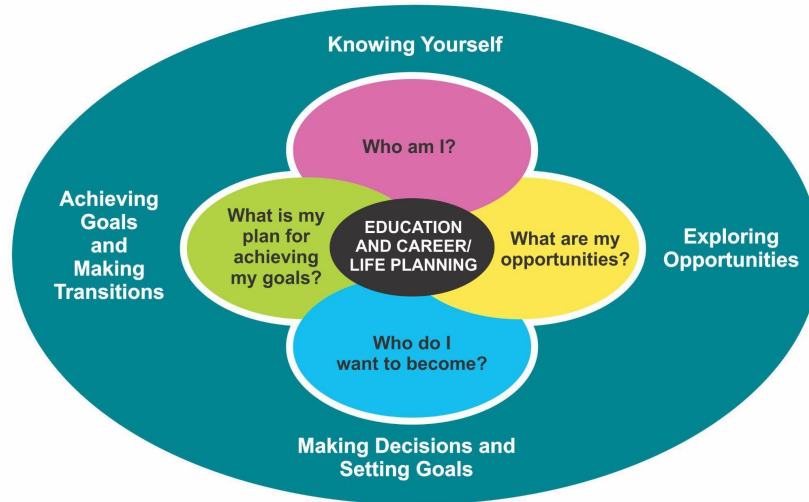 Knowing Yourself
Who am I?
Achieving
Goals
and
Making
Transitions
What is my
plan for
achieving
my goals?
EDUCATION
AND CAREER/
LIFE PLANNING
What are my
opportunities?
Exploring
Opportunities
Who do I
want to become?
Making Decisions and
Setting Goals